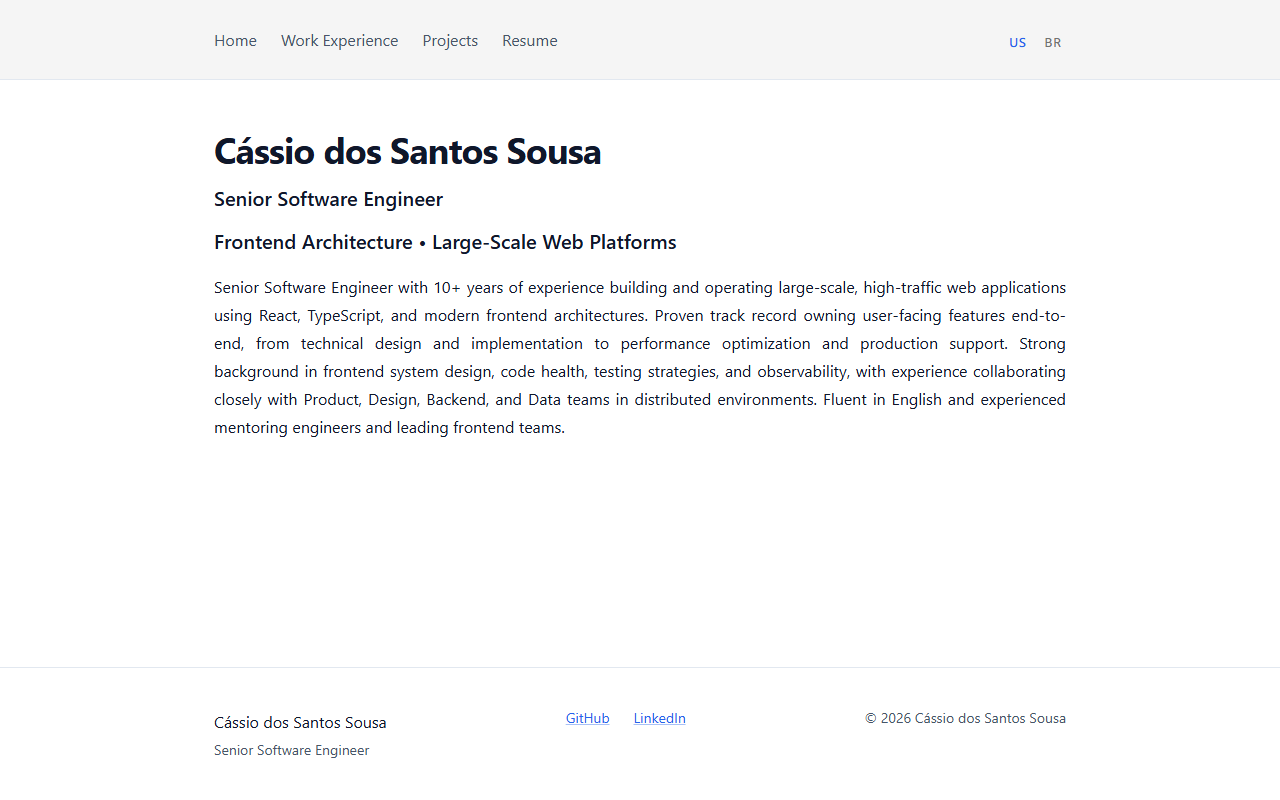 Home Work Experience Projects Resume US BR
Cássio dos Santos Sousa
Senior Software Engineer
Frontend Architecture • Large-Scale Web Platforms
Senior Software Engineer with 10+ years of experience building and operating large-scale, high-traffic web applications
using React, TypeScript, and modern frontend architectures. Proven track record owning user-facing features end-to-
end, from technical design and implementation to performance optimization and production support. Strong
background in frontend system design, code health, testing strategies, and observability, with experience collaborating
closely with Product, Design, Backend, and Data teams in distributed environments. Fluent in English and experienced
mentoring engineers and leading frontend teams.
Cássio dos Santos Sousa
Senior Software Engineer
GitHub LinkedIn
© 2026 Cássio dos Santos Sousa